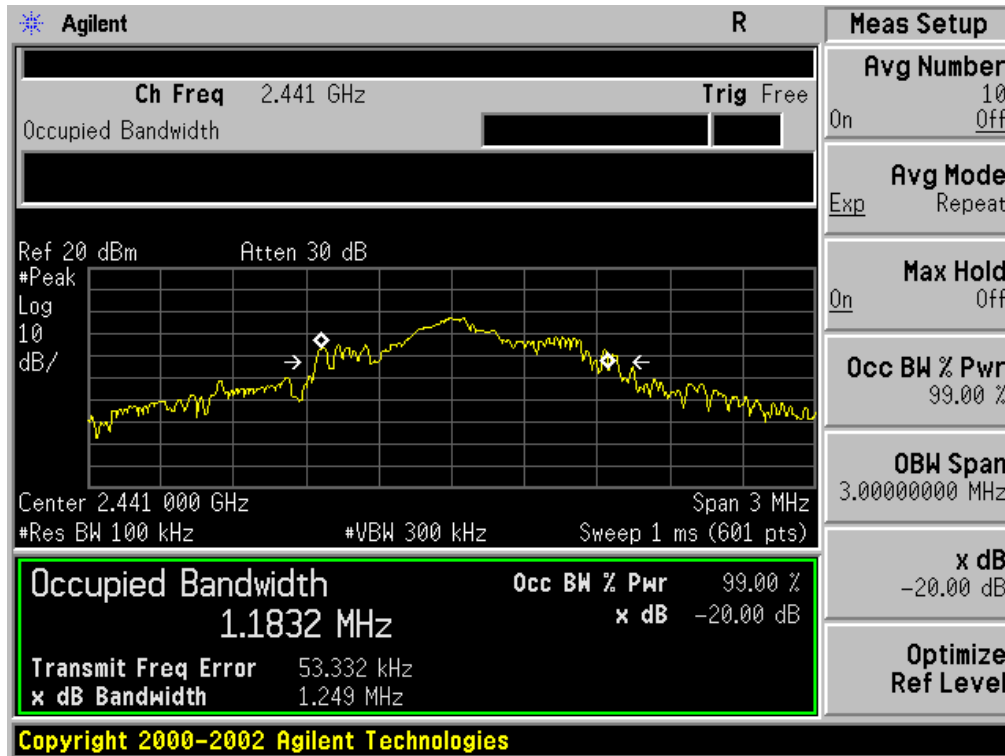 Agilent R
Ch Freq 2.441 GHz Trig Free
Occupied Bandwidth
Ref 20 dBm Atten 30 dB
#Peak
Log
10
dB/
Center 2.441 000 GHz Span 3 MHz
#Res BW 100 kHz #VBW 300 kHz Sweep 1 ms (601 pts)
Occupied Bandwidth
1.1832 MHz
Occ BW % Pwr 99.00 %
x dB -20.00 dB
Transmit Freq Error 53.332 kHz
x dB Bandwidth 1.249 MHz
Copyright 2000-2002 Agilent Technologies
Meas Setup
Avg Number
10
On Off
Avg Mode
Exp Repeat
Max Hold
On Off
Occ BW % Pwr
99.00 %
OBW Span
3.00000000 MHz
x dB
-20.00 dB
Optimize
Ref Level